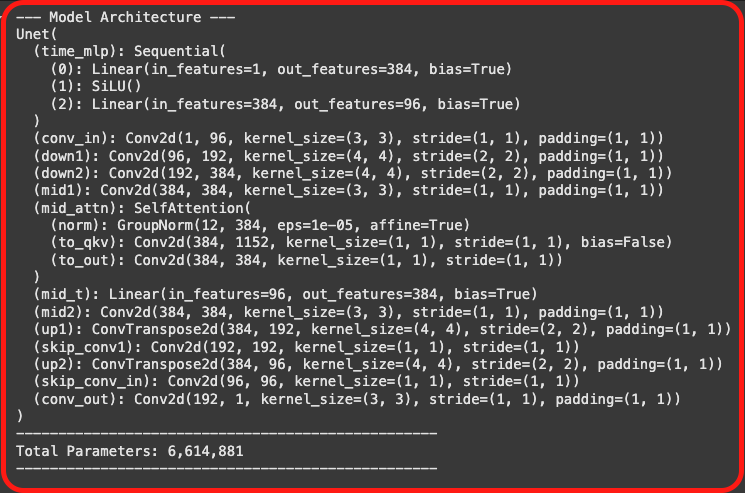 --- Model Architecture ---
Unet(
  (time_mlp): Sequential(
    (0): Linear(in_features=1, out_features=384, bias=True)
    (1): SiLU()
    (2): Linear(in_features=384, out_features=96, bias=True)
  )
  (conv_in): Conv2d(1, 96, kernel_size=(3, 3), stride=(1, 1), padding=(1, 1))
  (down1): Conv2d(96, 192, kernel_size=(4, 4), stride=(2, 2), padding=(1, 1))
  (down2): Conv2d(192, 384, kernel_size=(4, 4), stride=(2, 2), padding=(1, 1))
  (mid1): Conv2d(384, 384, kernel_size=(3, 3), stride=(1, 1), padding=(1, 1))
  (mid_attn): SelfAttention(
    (norm): GroupNorm(12, 384, eps=1e-05, affine=True)
    (to_qkv): Conv2d(384, 1152, kernel_size=(1, 1), stride=(1, 1), bias=False)
    (to_out): Conv2d(384, 384, kernel_size=(1, 1), stride=(1, 1))
  )
  (mid_t): Linear(in_features=96, out_features=384, bias=True)
  (mid2): Conv2d(384, 384, kernel_size=(3, 3), stride=(1, 1), padding=(1, 1))
  (up1): ConvTranspose2d(384, 192, kernel_size=(4, 4), stride=(2, 2), padding=(1, 1))
  (skip_conv1): Conv2d(192, 192, kernel_size=(1, 1), stride=(1, 1))
  (up2): ConvTranspose2d(384, 96, kernel_size=(4, 4), stride=(2, 2), padding=(1, 1))
  (skip_conv_in): Conv2d(96, 96, kernel_size=(1, 1), stride=(1, 1))
  (conv_out): Conv2d(192, 1, kernel_size=(3, 3), stride=(1, 1), padding=(1, 1))
)
--------------------------------------------------
Total Parameters: 6,614,881
--------------------------------------------------